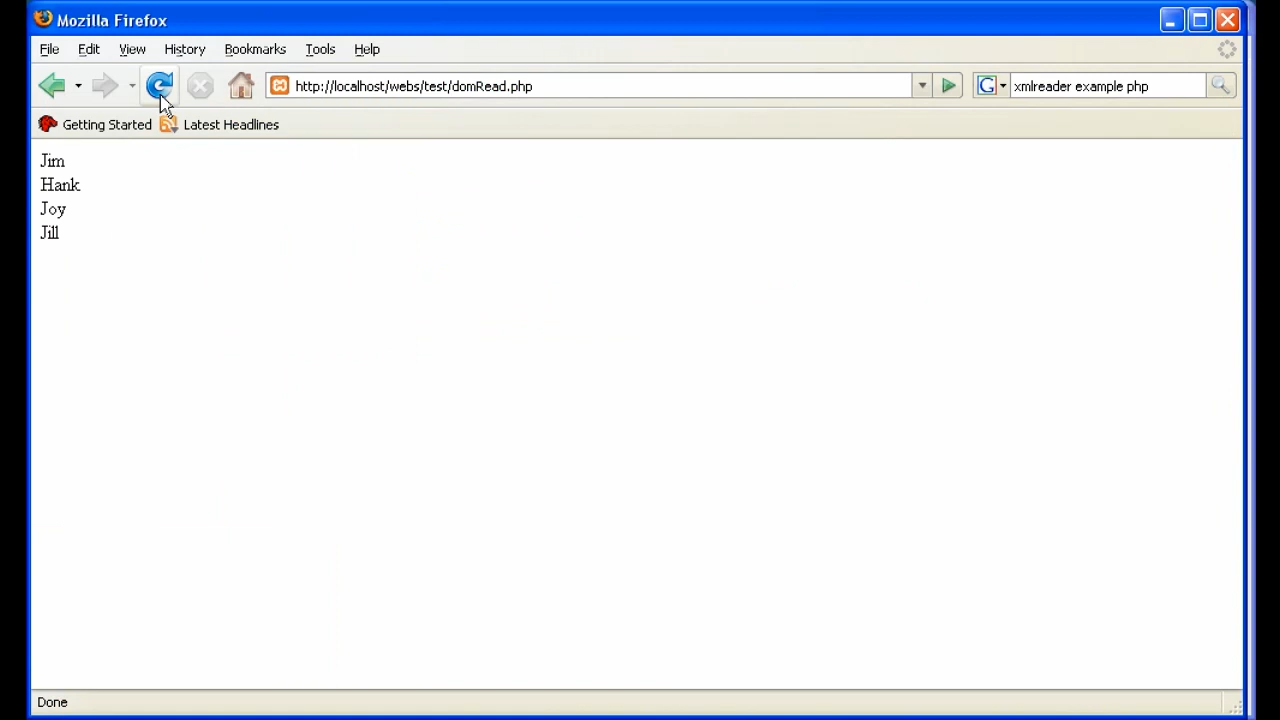 Mozilla Firefox
File Edit View History Bookmarks Tools Help
http://localhost/webs/test/domRead.php G xmlreader example php
Getting Started Latest Headlines
Jim
Hank
Joy
Jill
Done